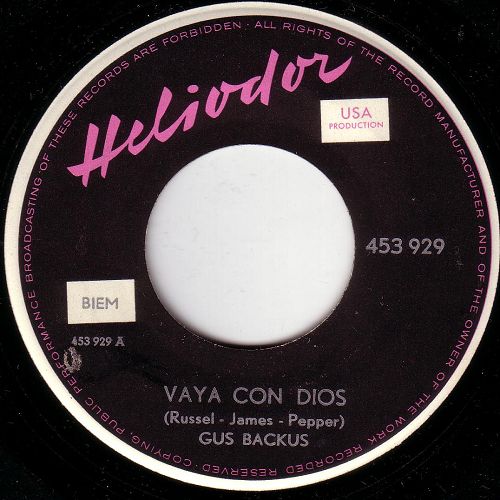 Heliodor
USA
PRODUCTION
453 929
BIEM
453 929 A
VAYA CON DIOS
(Russel - James - Pepper)
GUS BACKUS
ALL RIGHTS OF THE RECORD MANUFACTURER AND OF THE OWNER OF THE WORK RECORDED RESERVED · COPYING, PUBLIC PERFORMANCE BROADCASTING OF THESE RECORDS ARE FORBIDDEN ·